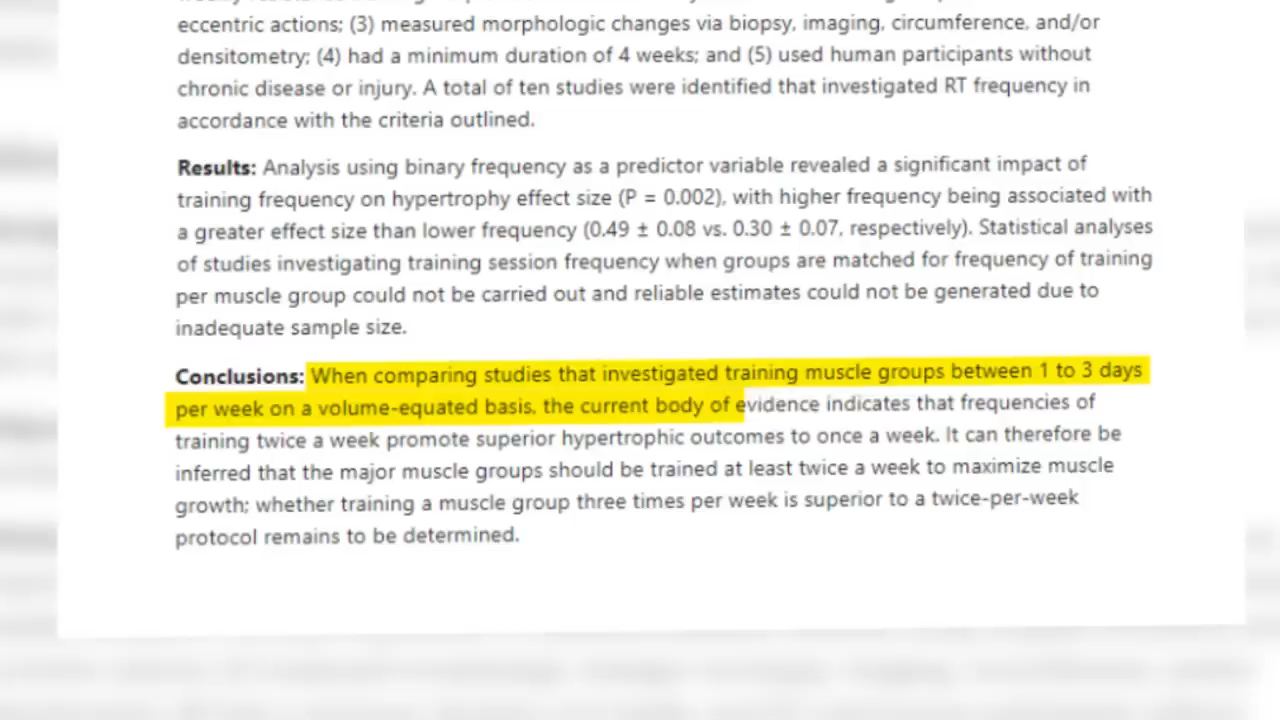 eccentric actions; (3) measured morphologic changes via biopsy, imaging, circumference, and/or
densitometry; (4) had a minimum duration of 4 weeks; and (5) used human participants without
chronic disease or injury. A total of ten studies were identified that investigated RT frequency in
accordance with the criteria outlined.
Results: Analysis using binary frequency as a predictor variable revealed a significant impact of
training frequency on hypertrophy effect size (P = 0.002), with higher frequency being associated with
a greater effect size than lower frequency (0.49 ± 0.08 vs. 0.30 ± 0.07, respectively). Statistical analyses
of studies investigating training session frequency when groups are matched for frequency of training
per muscle group could not be carried out and reliable estimates could not be generated due to
inadequate sample size.
Conclusions: When comparing studies that investigated training muscle groups between 1 to 3 days
per week on a volume-equated basis, the current body of evidence indicates that frequencies of
training twice a week promote superior hypertrophic outcomes to once a week. It can therefore be
inferred that the major muscle groups should be trained at least twice a week to maximize muscle
growth; whether training a muscle group three times per week is superior to a twice-per-week
protocol remains to be determined.